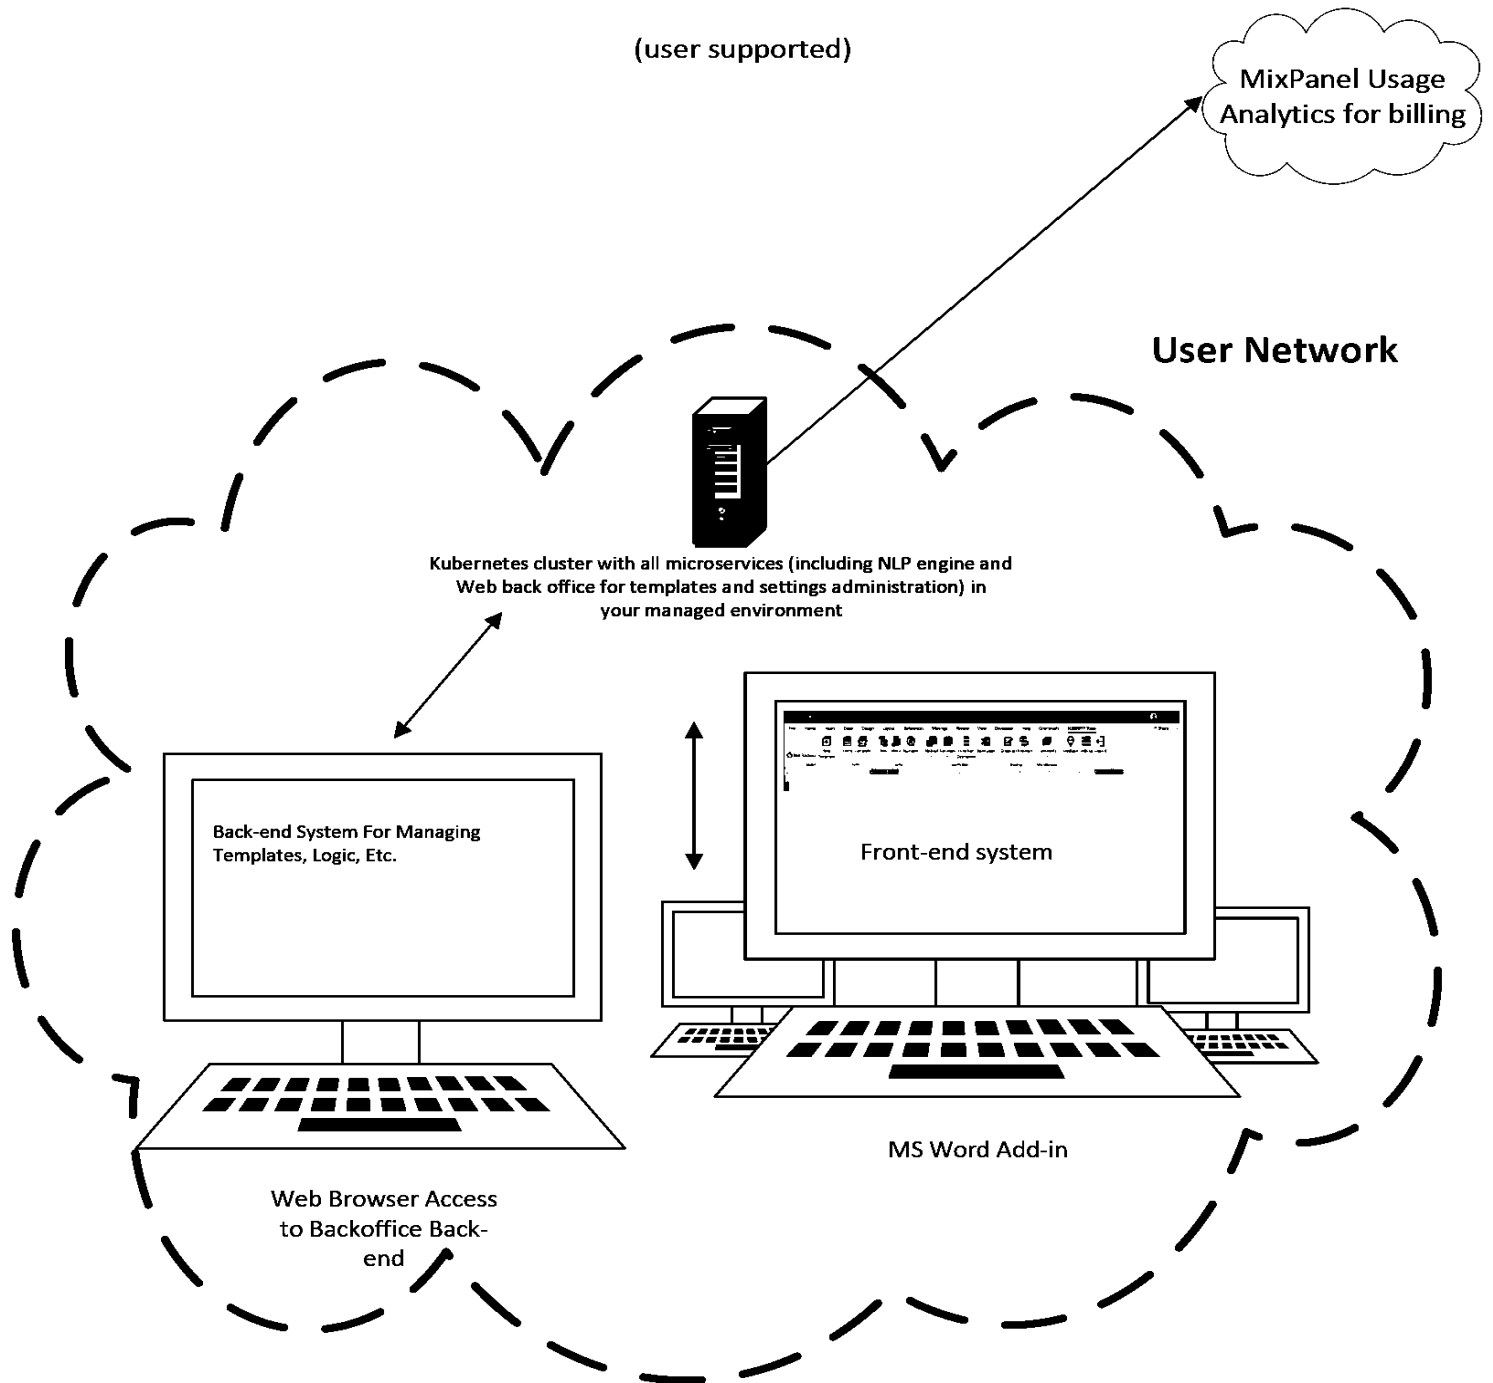 (user supported)
MixPanel Usage
Analytics for billing
User Network
Kubernetes cluster with all microservices (including NLP engine and
Web back office for templates and settings administration) in
your managed environment
Back-end System For Managing
Templates, Logic, Etc.
Front-end system
MS Word Add-in
Web Browser Access
to Backoffice Back-
end